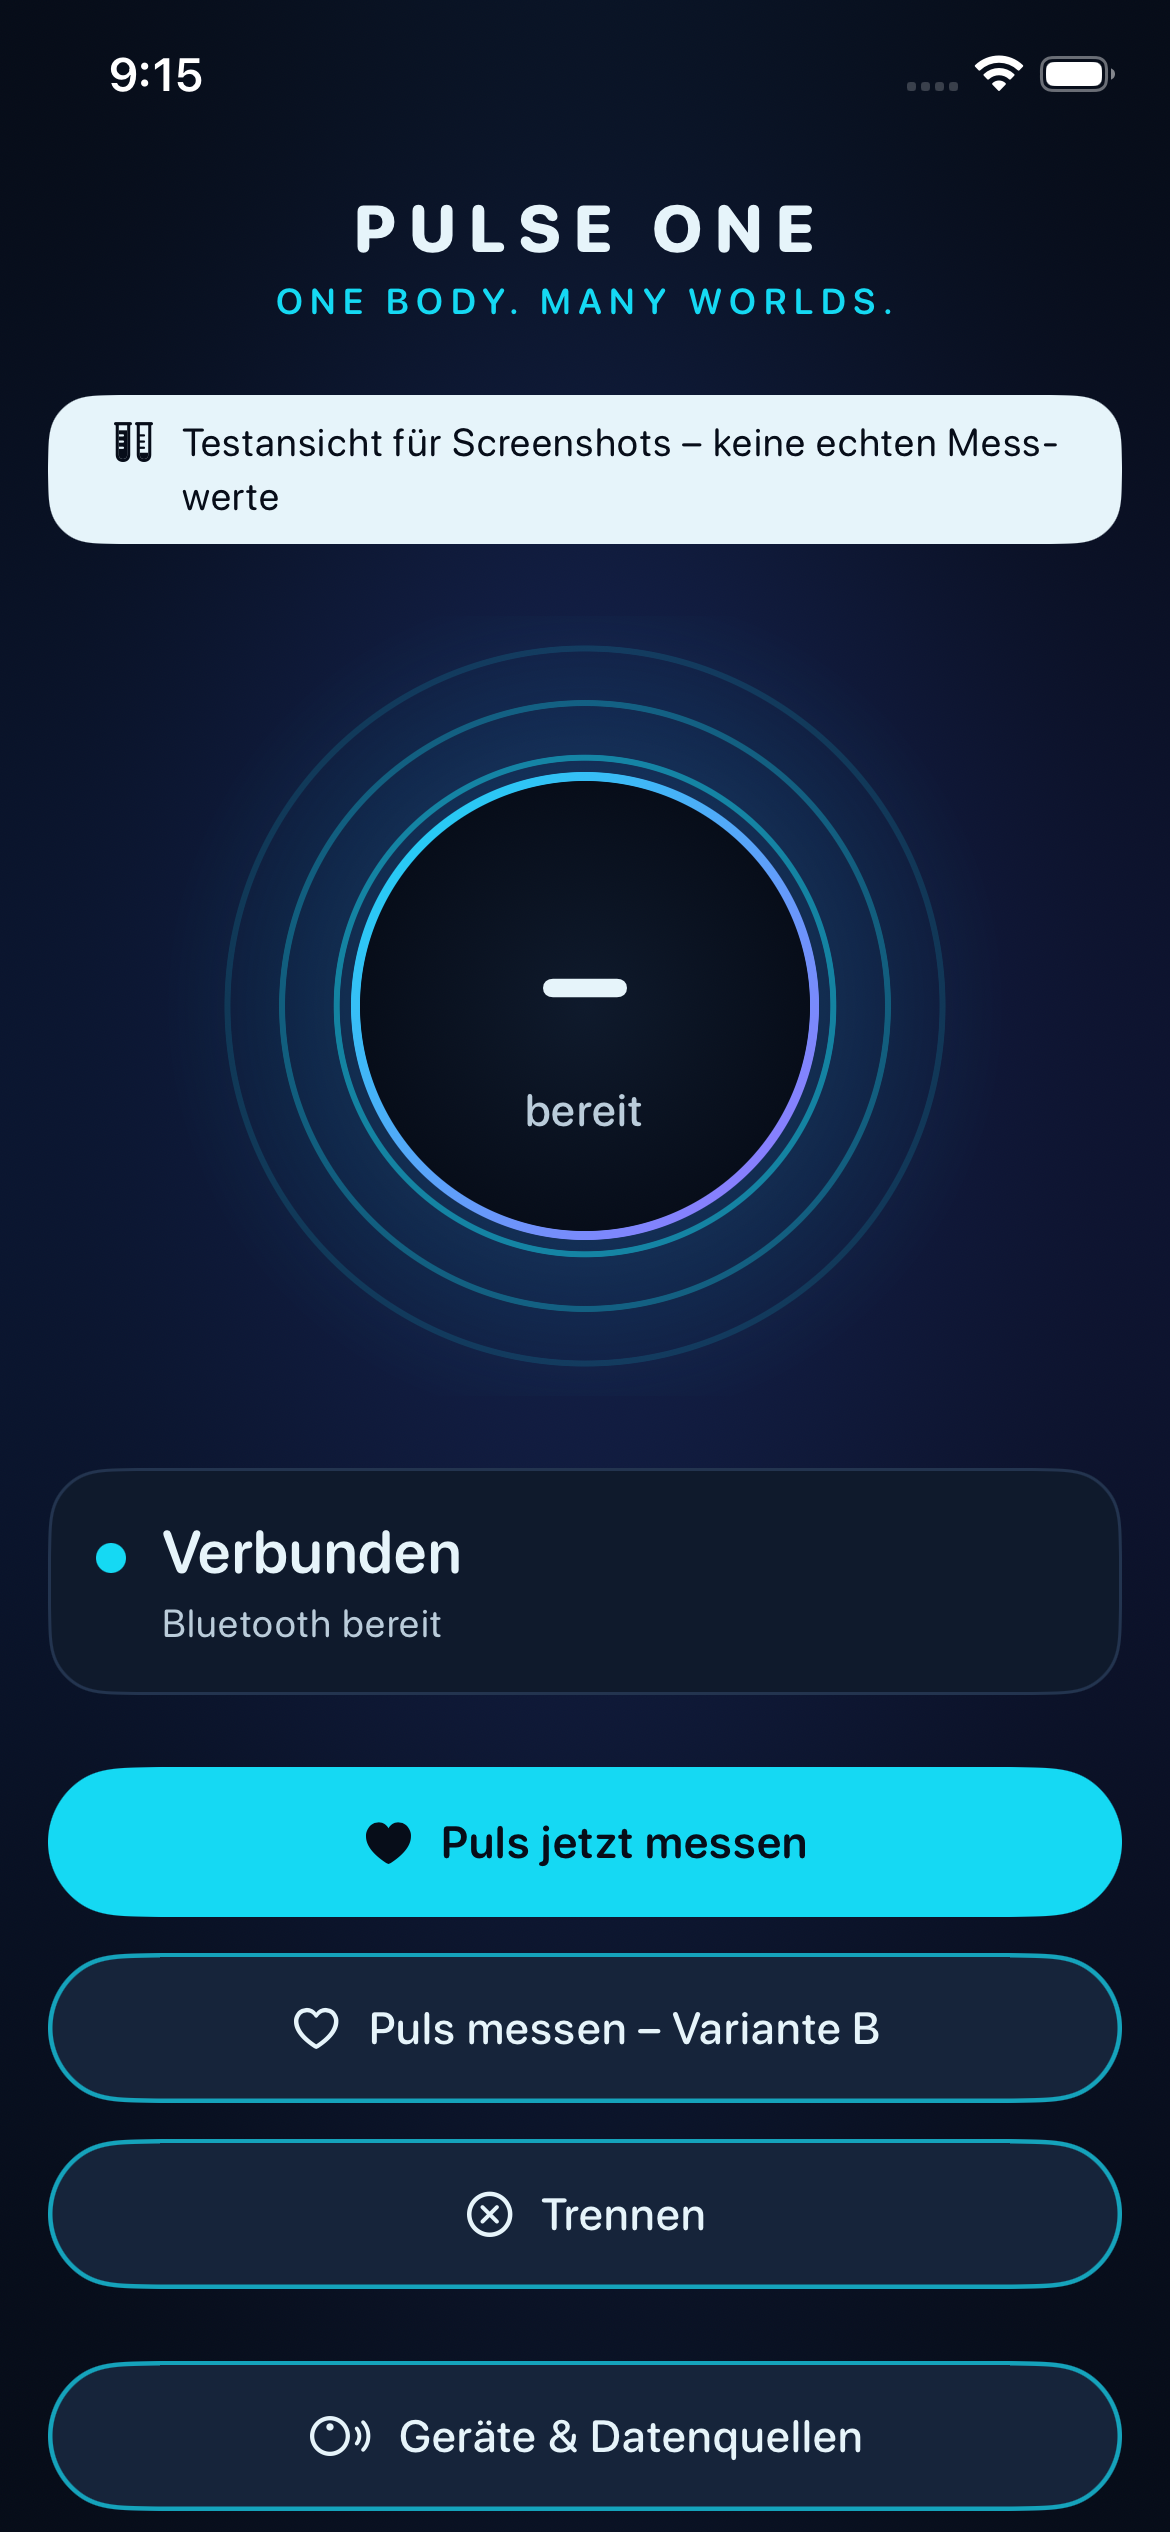 9:15
PULSE ONE
ONE BODY. MANY WORLDS.
Testansicht für Screenshots – keine echten Mess-
werte
–
bereit
Verbunden
Bluetooth bereit
Puls jetzt messen
Puls messen – Variante B
Trennen
Geräte & Datenquellen